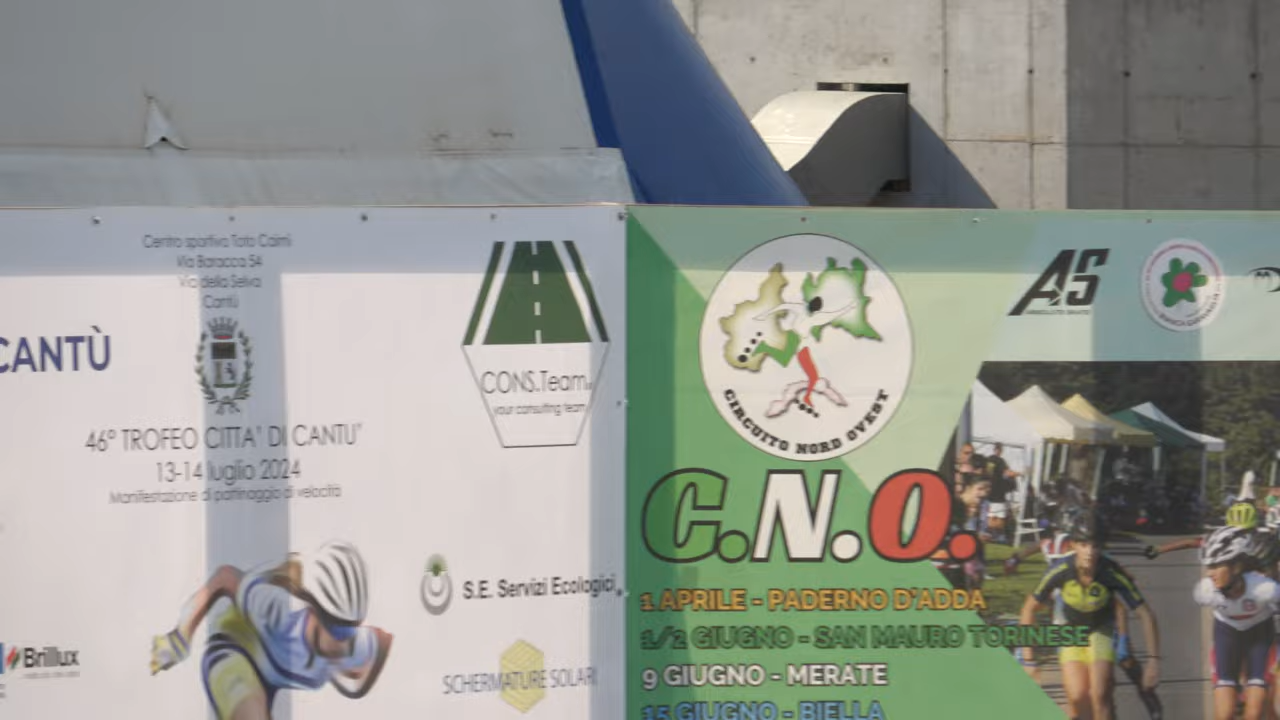 Centro sportivo Toto Caimi
Via Baracca 54
Via della Selva
Cantù
CANTÙ
46° TROFEO CITTA' DI CANTU'
13-14 luglio 2024
Manifestazione di pattinaggio di velocità
CONS.Team
your consulting team
S.E. Servizi Ecologici
Brillux
SCHERMATURE SOLARI
CIRCUITO NORD OVEST
AS
ABSOLUTE SKATE
C.N.O.
1 APRILE - PADERNO D'ADDA
1/2 GIUGNO - SAN MAURO TORINESE
9 GIUGNO - MERATE
15 GIUGNO - BIELLA